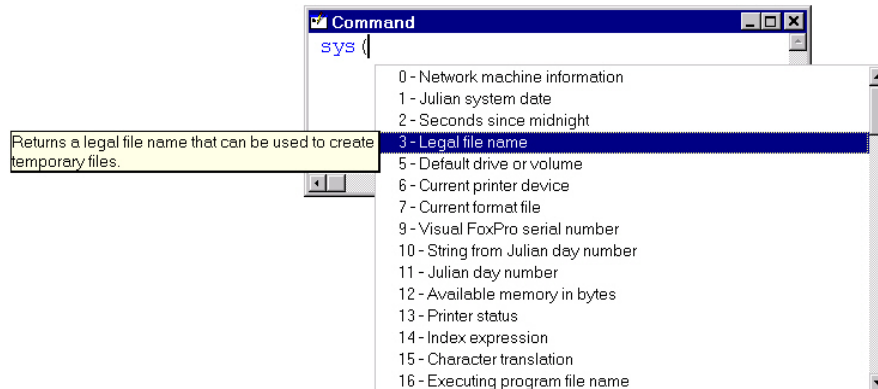 Command
sys(
0 - Network machine information
1 - Julian system date
2 - Seconds since midnight
Returns a legal file name that can be used to create
temporary files.
3 - Legal file name
5 - Default drive or volume
6 - Current printer device
7 - Current format file
9 - Visual FoxPro serial number
10 - String from Julian day number
11 - Julian day number
12 - Available memory in bytes
13 - Printer status
14 - Index expression
15 - Character translation
16 - Executing program file name